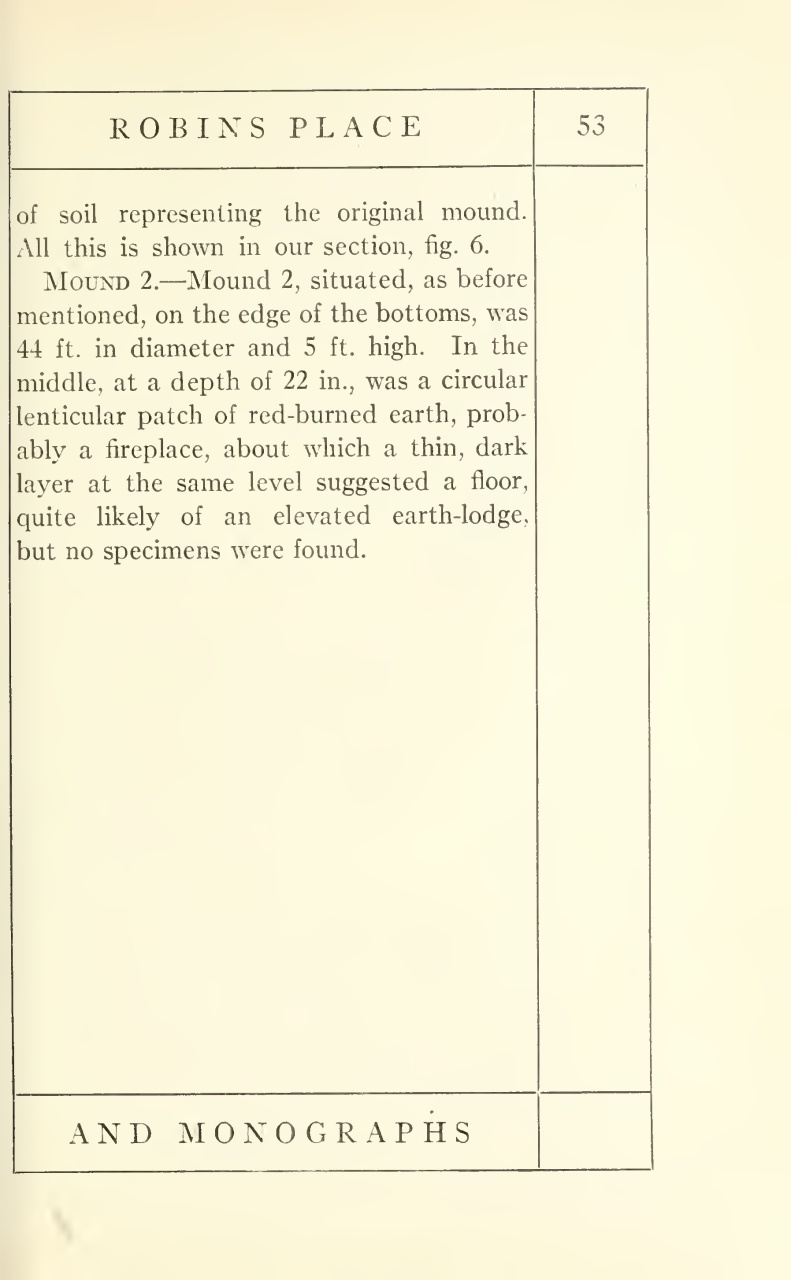 ROBINS PLACE
53
of soil representing the original mound.
All this is shown in our section, fig. 6.
MOUND 2.—Mound 2, situated, as before
mentioned, on the edge of the bottoms, was
44 ft. in diameter and 5 ft. high. In the
middle, at a depth of 22 in., was a circular
lenticular patch of red-burned earth, prob-
ably a fireplace, about which a thin, dark
layer at the same level suggested a floor,
quite likely of an elevated earth-lodge,
but no specimens were found.
AND MONOGRAPHS